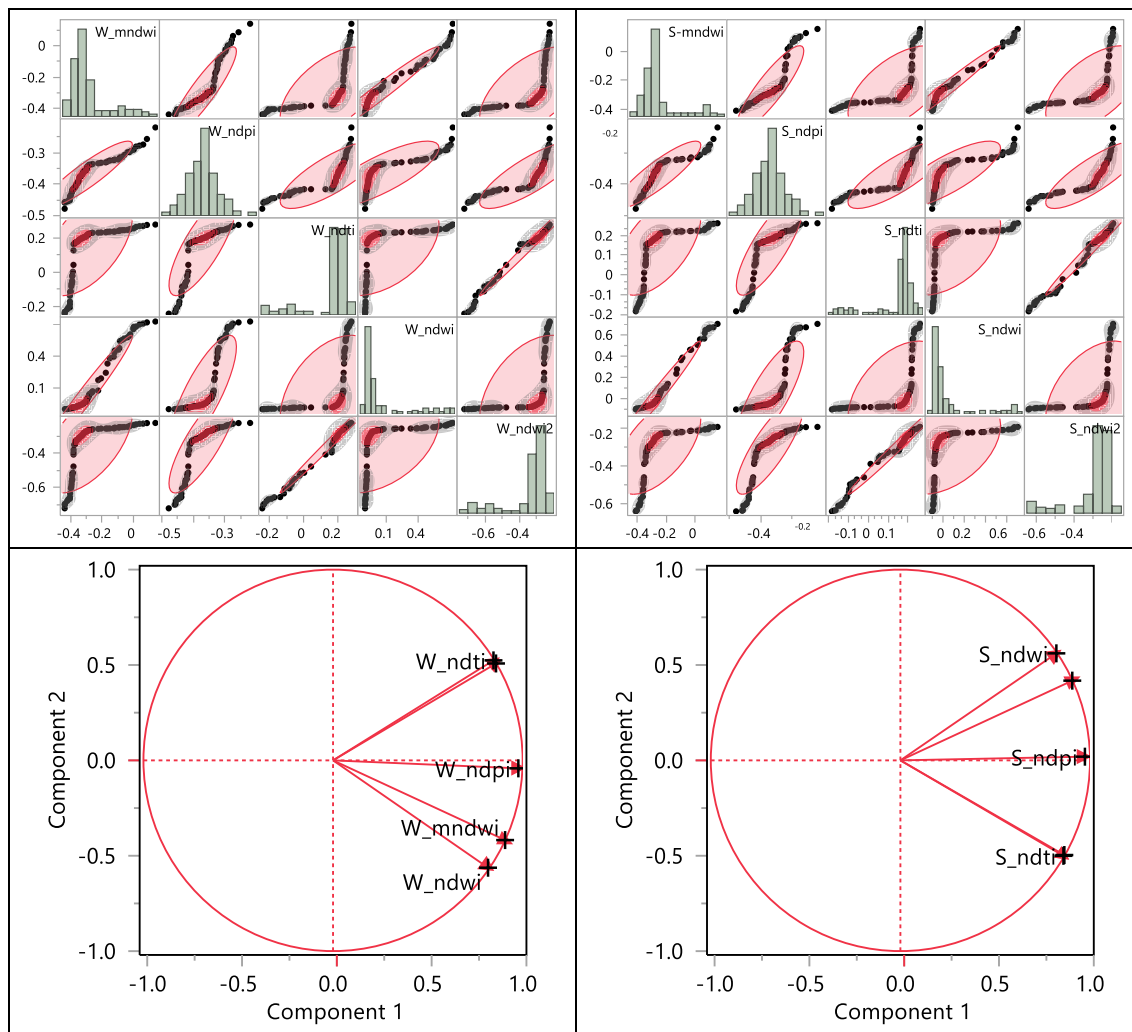 W_mndwi
0
-0.2
-0.4
W_ndpi
-0.3
-0.4
-0.5
W_ndti
0.2
0
-0.2
W_ndwi
0.4
0.1
W_ndwi2
-0.4
-0.6
-0.4 -0.2 0 -0.5 -0.3 -0.2 0 0.2 0.1 0.4 -0.6 -0.4
S-mndwi
0
-0.2
-0.4
S_ndpi
-0.2
-0.4
S_ndti
0.2
0.1
0
-0.1
-0.2
S_ndwi
0.6
0.4
0.2
0
S_ndwi2
-0.2
-0.4
-0.6
-0.4 -0.2 0 -0.4 -0.2 -0.1 0 0.1 0 0.2 0.6 -0.6 -0.4
1.0
0.5
0.0
-0.5
-1.0
Component 2
W_ndti
W_ndpi
W_mndwi
W_ndwi
-1.0 -0.5 0.0 0.5 1.0
Component 1
1.0
0.5
0.0
-0.5
-1.0
Component 2
S_ndwi
S_ndpi
S_ndti
-1.0 -0.5 0.0 0.5 1.0
Component 1